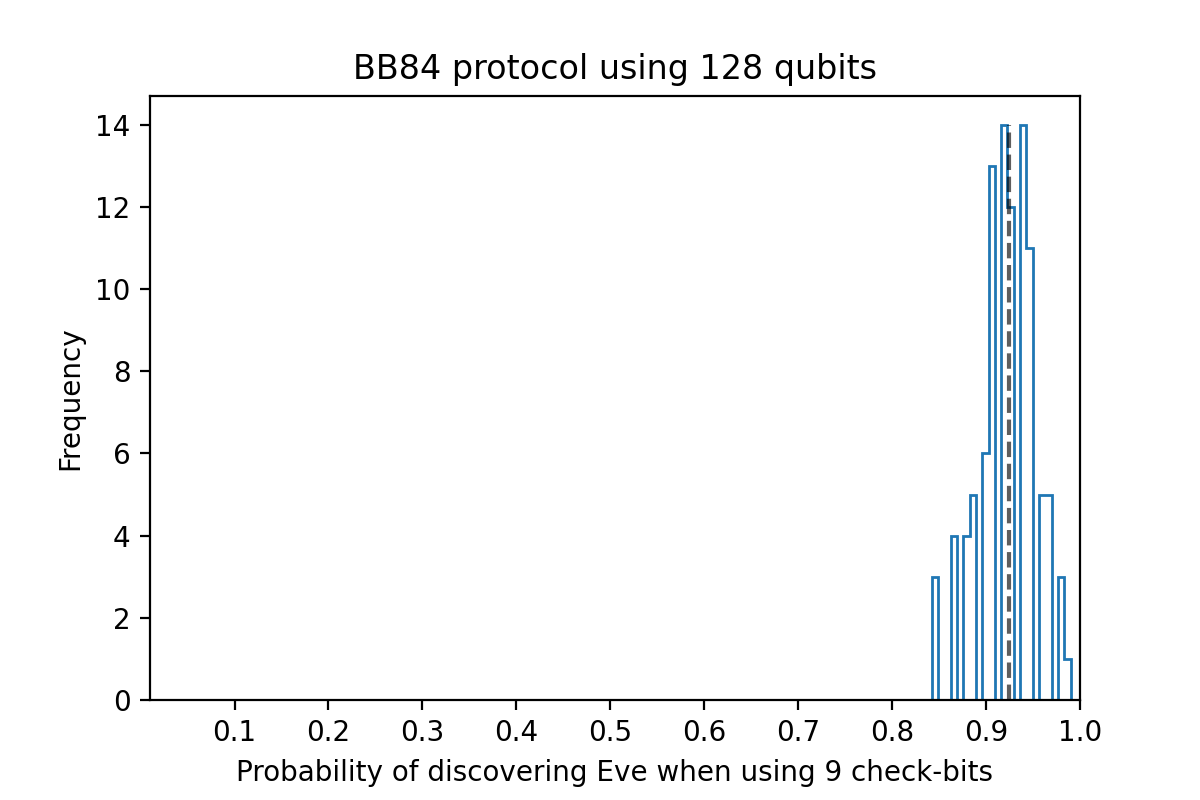 BB84 protocol using 128 qubits
14
12
10
8
6
4
2
0
Frequency
0.1 0.2 0.3 0.4 0.5 0.6 0.7 0.8 0.9 1.0
Probability of discovering Eve when using 9 check-bits